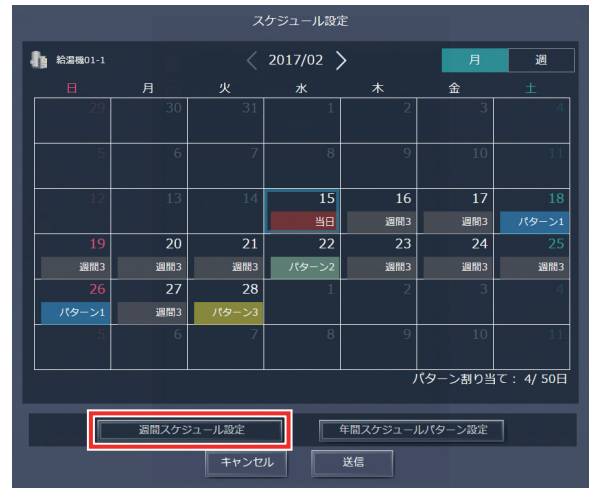 スケジュール設定
給湯機01-1
2017/02
月 週
日 月 火 水 木 金 土
29 30 31 1 2 3 4
5 6 7 8 9 10 11
12 13 14 15 16 17 18
当日 週間3 週間3 パターン1
19 20 21 22 23 24 25
週間3 週間3 週間3 パターン2 週間3 週間3 週間3
26 27 28 1 2 3 4
パターン1 週間3 パターン3
5 6 7 8 9 10 11
パターン割り当て： 4/ 50日
週間スケジュール設定 年間スケジュールパターン設定
キャンセル 送信